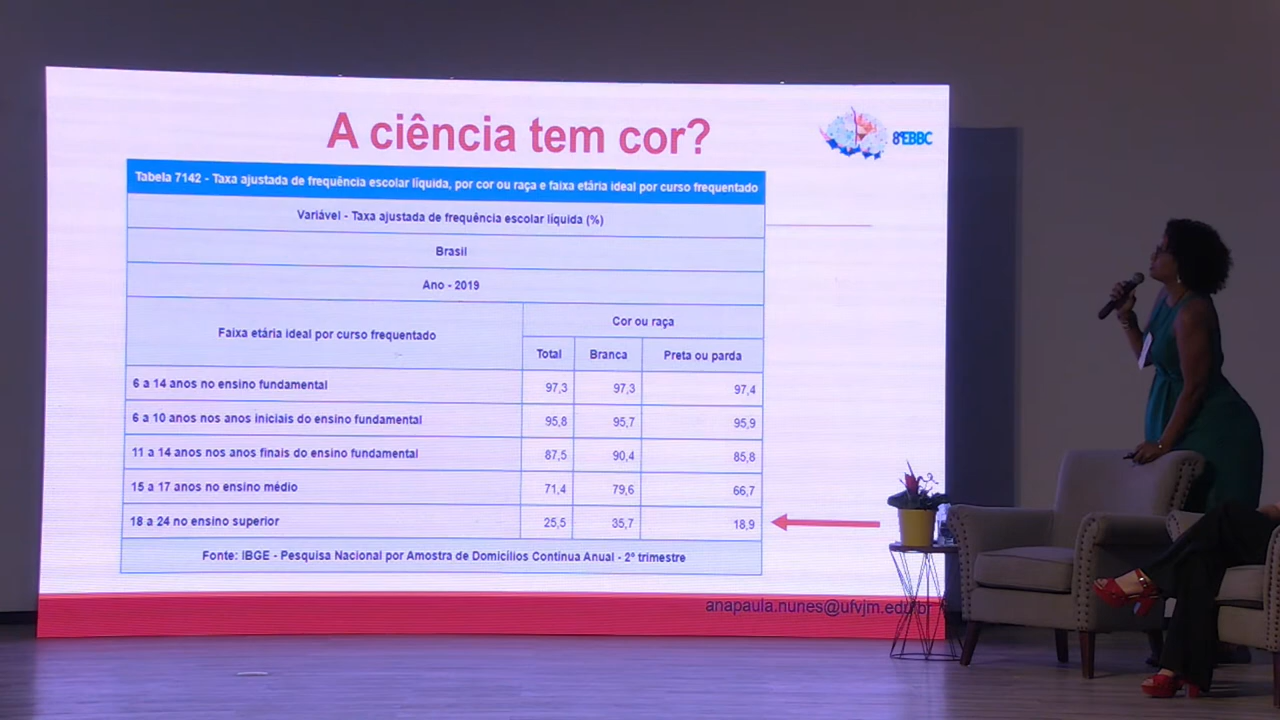 A ciência tem cor?
8ºEBBC
Tabela 7142 - Taxa ajustada de frequência escolar líquida, por cor ou raça e faixa etária ideal por curso frequentado
Variável - Taxa ajustada de frequência escolar líquida (%)
Brasil
Ano - 2019
Faixa etária ideal por curso frequentado
Cor ou raça
Total Branca Preta ou parda
6 a 14 anos no ensino fundamental 97,3 97,3 97,4
6 a 10 anos nos anos iniciais do ensino fundamental 95,8 95,7 95,9
11 a 14 anos nos anos finais do ensino fundamental 87,5 90,4 85,8
15 a 17 anos no ensino médio 71,4 79,6 66,7
18 a 24 no ensino superior 25,5 35,7 18,9
Fonte: IBGE - Pesquisa Nacional por Amostra de Domicílios Contínua Anual - 2º trimestre
anapaula.nunes@ufvjm.edu.br